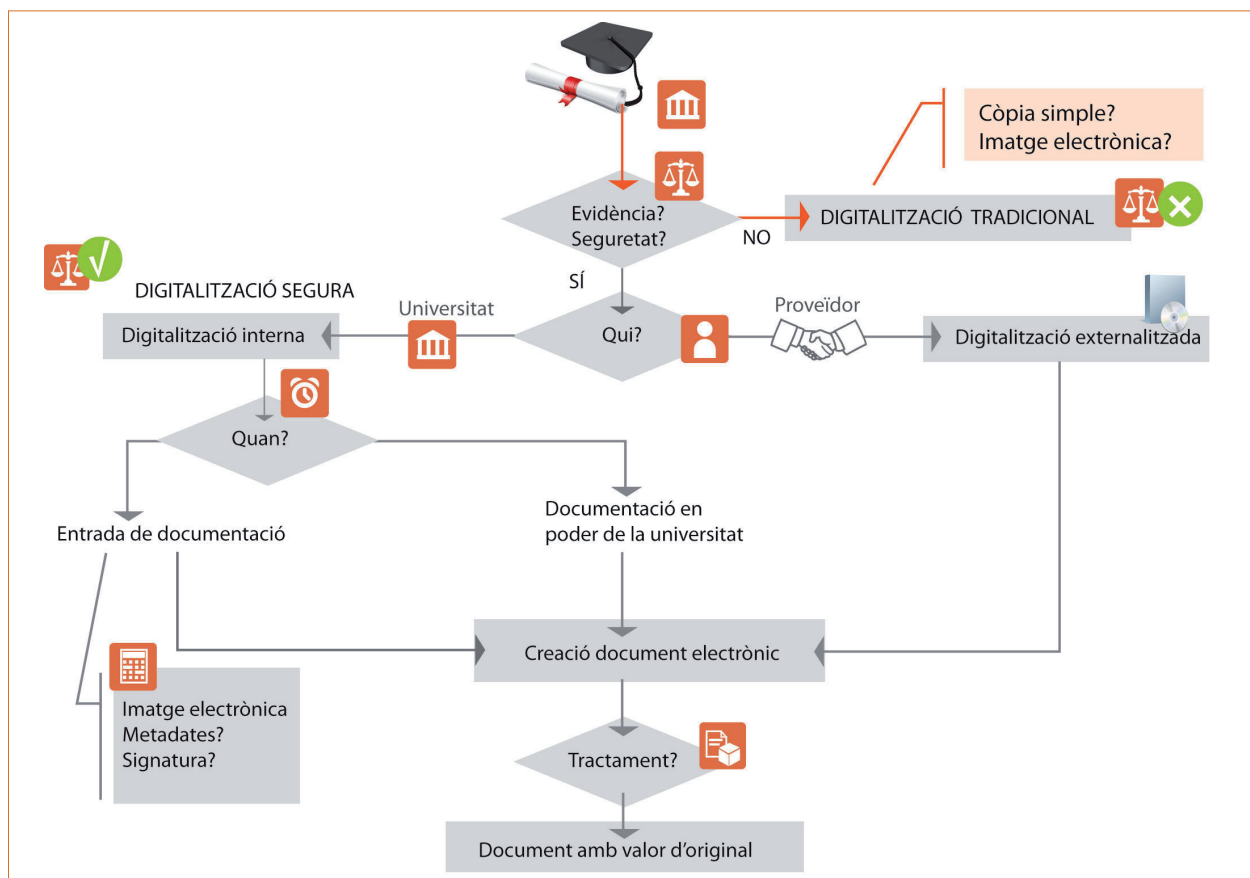 Còpia simple?
Imatge electrònica?
Evidència?
Seguretat?
NO
DIGITALITZACIÓ TRADICIONAL
SÍ
DIGITALITZACIÓ SEGURA
Digitalització interna
Universitat
Qui?
Proveïdor
Digitalització externalitzada
Quan?
Entrada de documentació
Documentació en
poder de la universitat
Creació document electrònic
Imatge electrònica
Metadates?
Signatura?
Tractament?
Document amb valor d’original